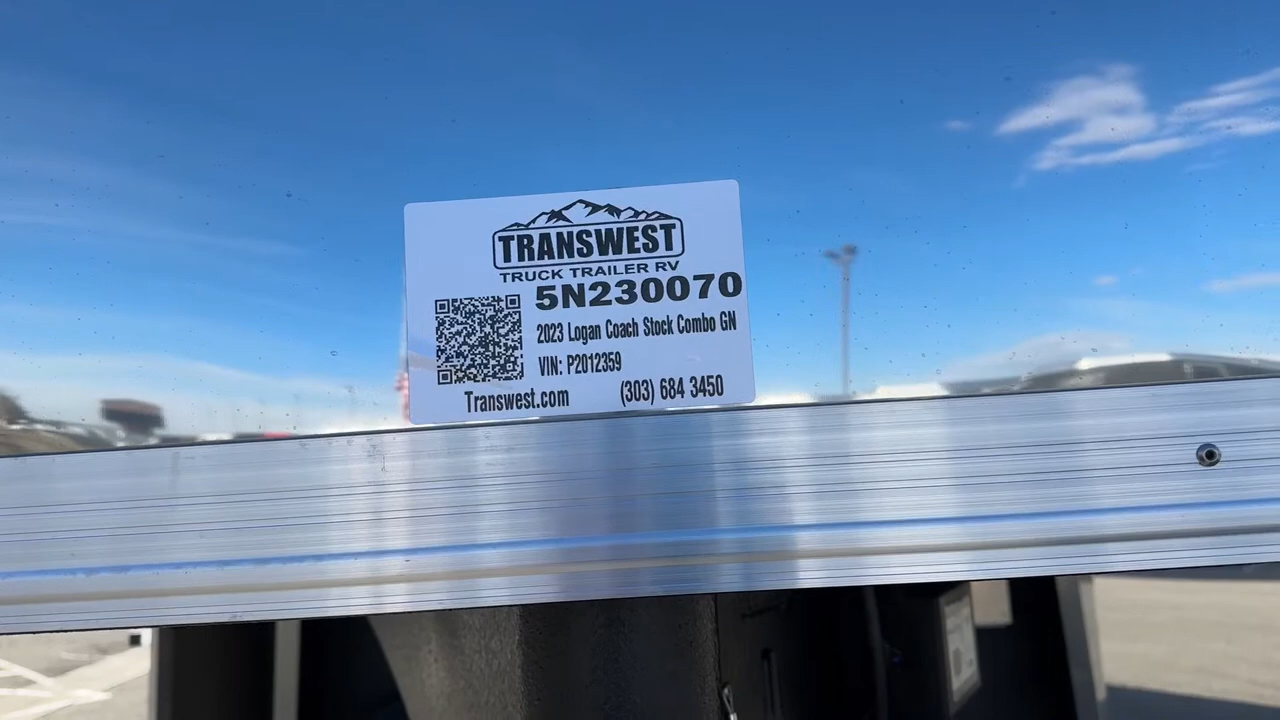 TRANSWEST
TRUCK TRAILER RV
5N230070
2023 Logan Coach Stock Combo GN
VIN: P2012359
Transwest.com (303) 684 3450